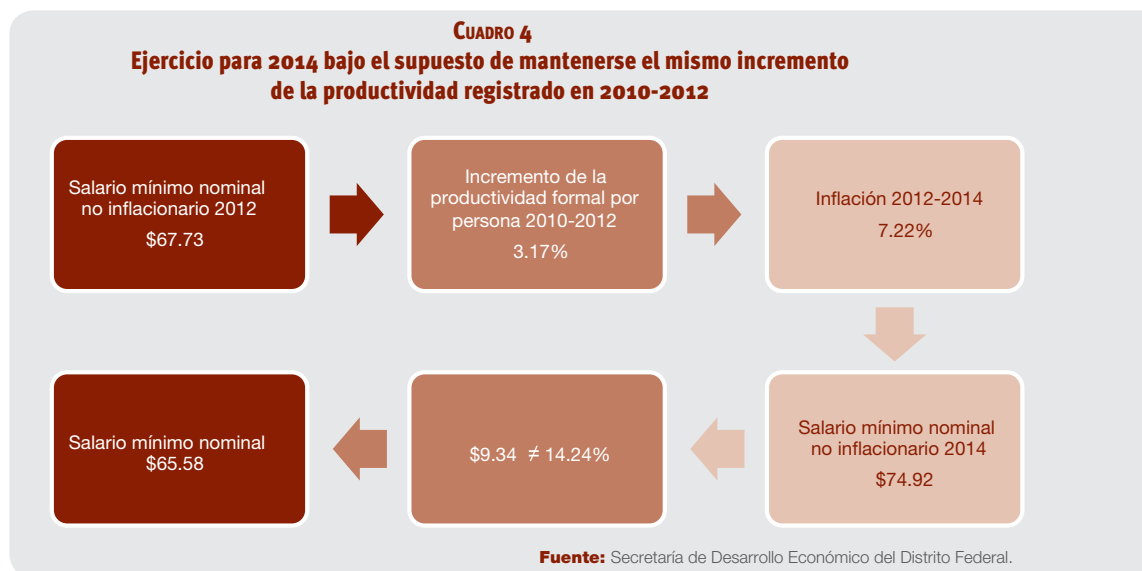 Cuadro 4
Ejercicio para 2014 bajo el supuesto de mantenerse el mismo incremento
de la productividad registrado en 2010-2012
Salario mínimo nominal
no inflacionario 2012
$67.73
Incremento de la
productividad formal por
persona 2010-2012
3.17%
Inflación 2012-2014
7.22%
Salario mínimo nominal
no inflacionario 2014
$74.92
$9.34 ≠ 14.24%
Salario mínimo nominal
$65.58
Fuente: Secretaría de Desarrollo Económico del Distrito Federal.